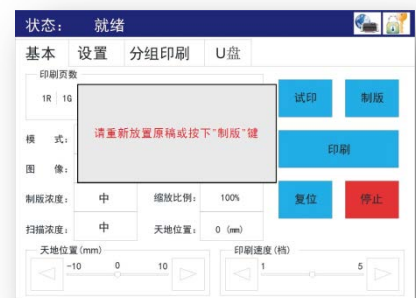 状态： 就绪
基本 设置 分组印刷 U盘
印刷页数
1R 1G
试印 制版
请重新放置原稿或按下"制版"键
模 式：
印刷
图 像：
制版浓度： 中 缩放比例： 100% 复位 停止
扫描浓度： 中 天地位置： 0 (mm)
天地位置(mm) 印刷速度(档)
-10 0 10 1 5